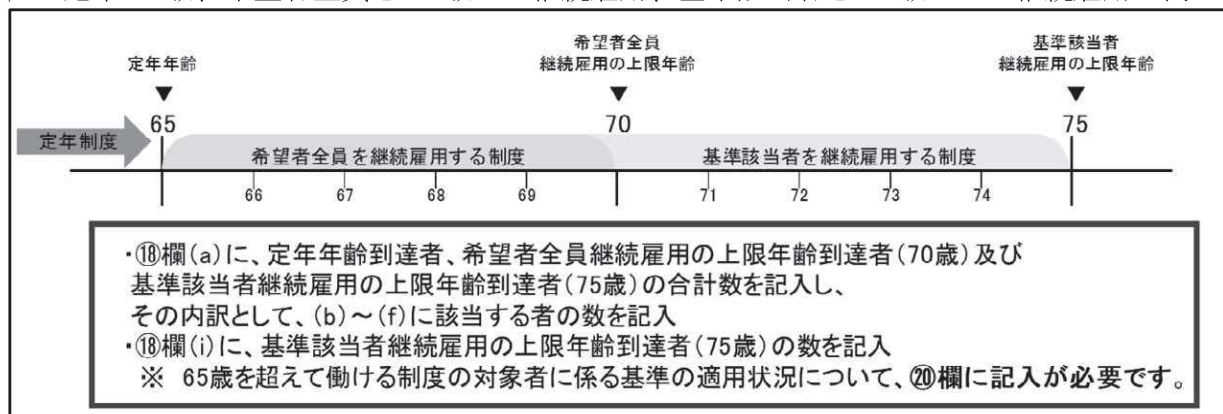 希望者全員
継続雇用の上限年齢
基準該当者
継続雇用の上限年齢
定年年齢
▼ ▼ ▼
65 70 75
定年制度
希望者全員を継続雇用する制度
基準該当者を継続雇用する制度
66 67 68 69 71 72 73 74
・⑱欄(a)に、定年年齢到達者、希望者全員継続雇用の上限年齢到達者(70歳)及び
基準該当者継続雇用の上限年齢到達者(75歳)の合計数を記入し、
その内訳として、(b)～(f)に該当する者の数を記入
・⑱欄(i)に、基準該当者継続雇用の上限年齢到達者(75歳)の数を記入
※ 65歳を超えて働ける制度の対象者に係る基準の適用状況について、⑳欄に記入が必要です。